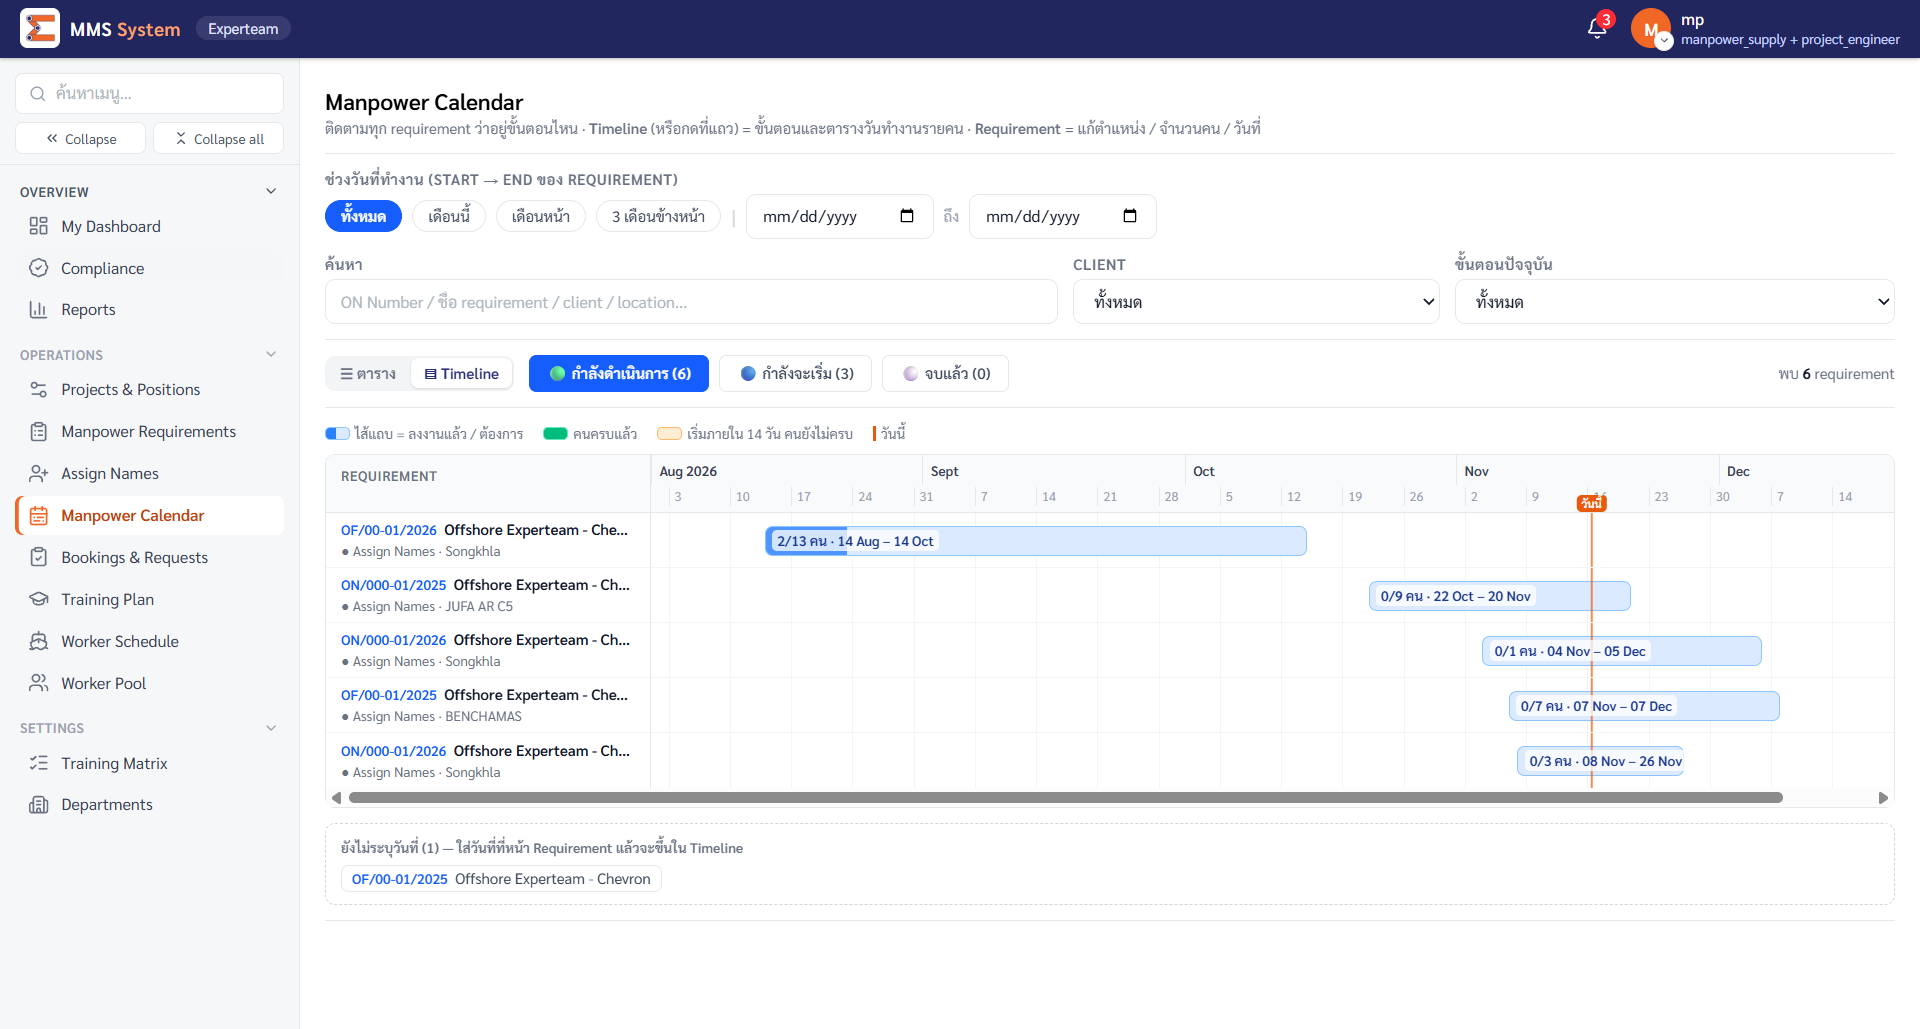 MMS System Experteam
3
M
mp
manpower_supply + project_engineer
ค้นหาเมนู...
Collapse
Collapse all
OVERVIEW
My Dashboard
Compliance
Reports
OPERATIONS
Projects & Positions
Manpower Requirements
Assign Names
Manpower Calendar
Bookings & Requests
Training Plan
Worker Schedule
Worker Pool
SETTINGS
Training Matrix
Departments
Manpower Calendar
ติดตามทุก requirement ว่าอยู่ขั้นตอนไหน · Timeline (หรือกดที่แถว) = ขั้นตอนและตารางวันทำงานรายคน · Requirement = แก้ตำแหน่ง / จำนวนคน / วันที่
ช่วงวันที่ทำงาน (START → END ของ REQUIREMENT)
ทั้งหมด เดือนนี้ เดือนหน้า 3 เดือนข้างหน้า | mm/dd/yyyy ถึง mm/dd/yyyy
ค้นหา
ON Number / ชื่อ requirement / client / location...
CLIENT
ทั้งหมด
ขั้นตอนปัจจุบัน
ทั้งหมด
ตาราง Timeline กำลังดำเนินการ (6) กำลังจะเริ่ม (3) จบแล้ว (0) พบ 6 requirement
ไส้แถบ = ลงงานแล้ว / ต้องการ คนครบแล้ว เริ่มภายใน 14 วัน คนยังไม่ครบ วันนี้
REQUIREMENT
Aug 2026 Sept Oct Nov Dec
3 10 17 24 31 7 14 21 28 5 12 19 26 2 9 23 30 7 14
วันนี้
OF/00-01/2026 Offshore Experteam - Che...
● Assign Names · Songkhla
2/13 คน · 14 Aug – 14 Oct
ON/000-01/2025 Offshore Experteam - Ch...
● Assign Names · JUFA AR C5
0/9 คน · 22 Oct – 20 Nov
ON/000-01/2026 Offshore Experteam - Ch...
● Assign Names · Songkhla
0/1 คน · 04 Nov – 05 Dec
OF/00-01/2025 Offshore Experteam - Che...
● Assign Names · BENCHAMAS
0/7 คน · 07 Nov – 07 Dec
ON/000-01/2026 Offshore Experteam - Ch...
● Assign Names · Songkhla
0/3 คน · 08 Nov – 26 Nov
ยังไม่ระบุวันที่ (1) — ใส่วันที่ที่หน้า Requirement แล้วจะขึ้นใน Timeline
OF/00-01/2025 Offshore Experteam - Chevron